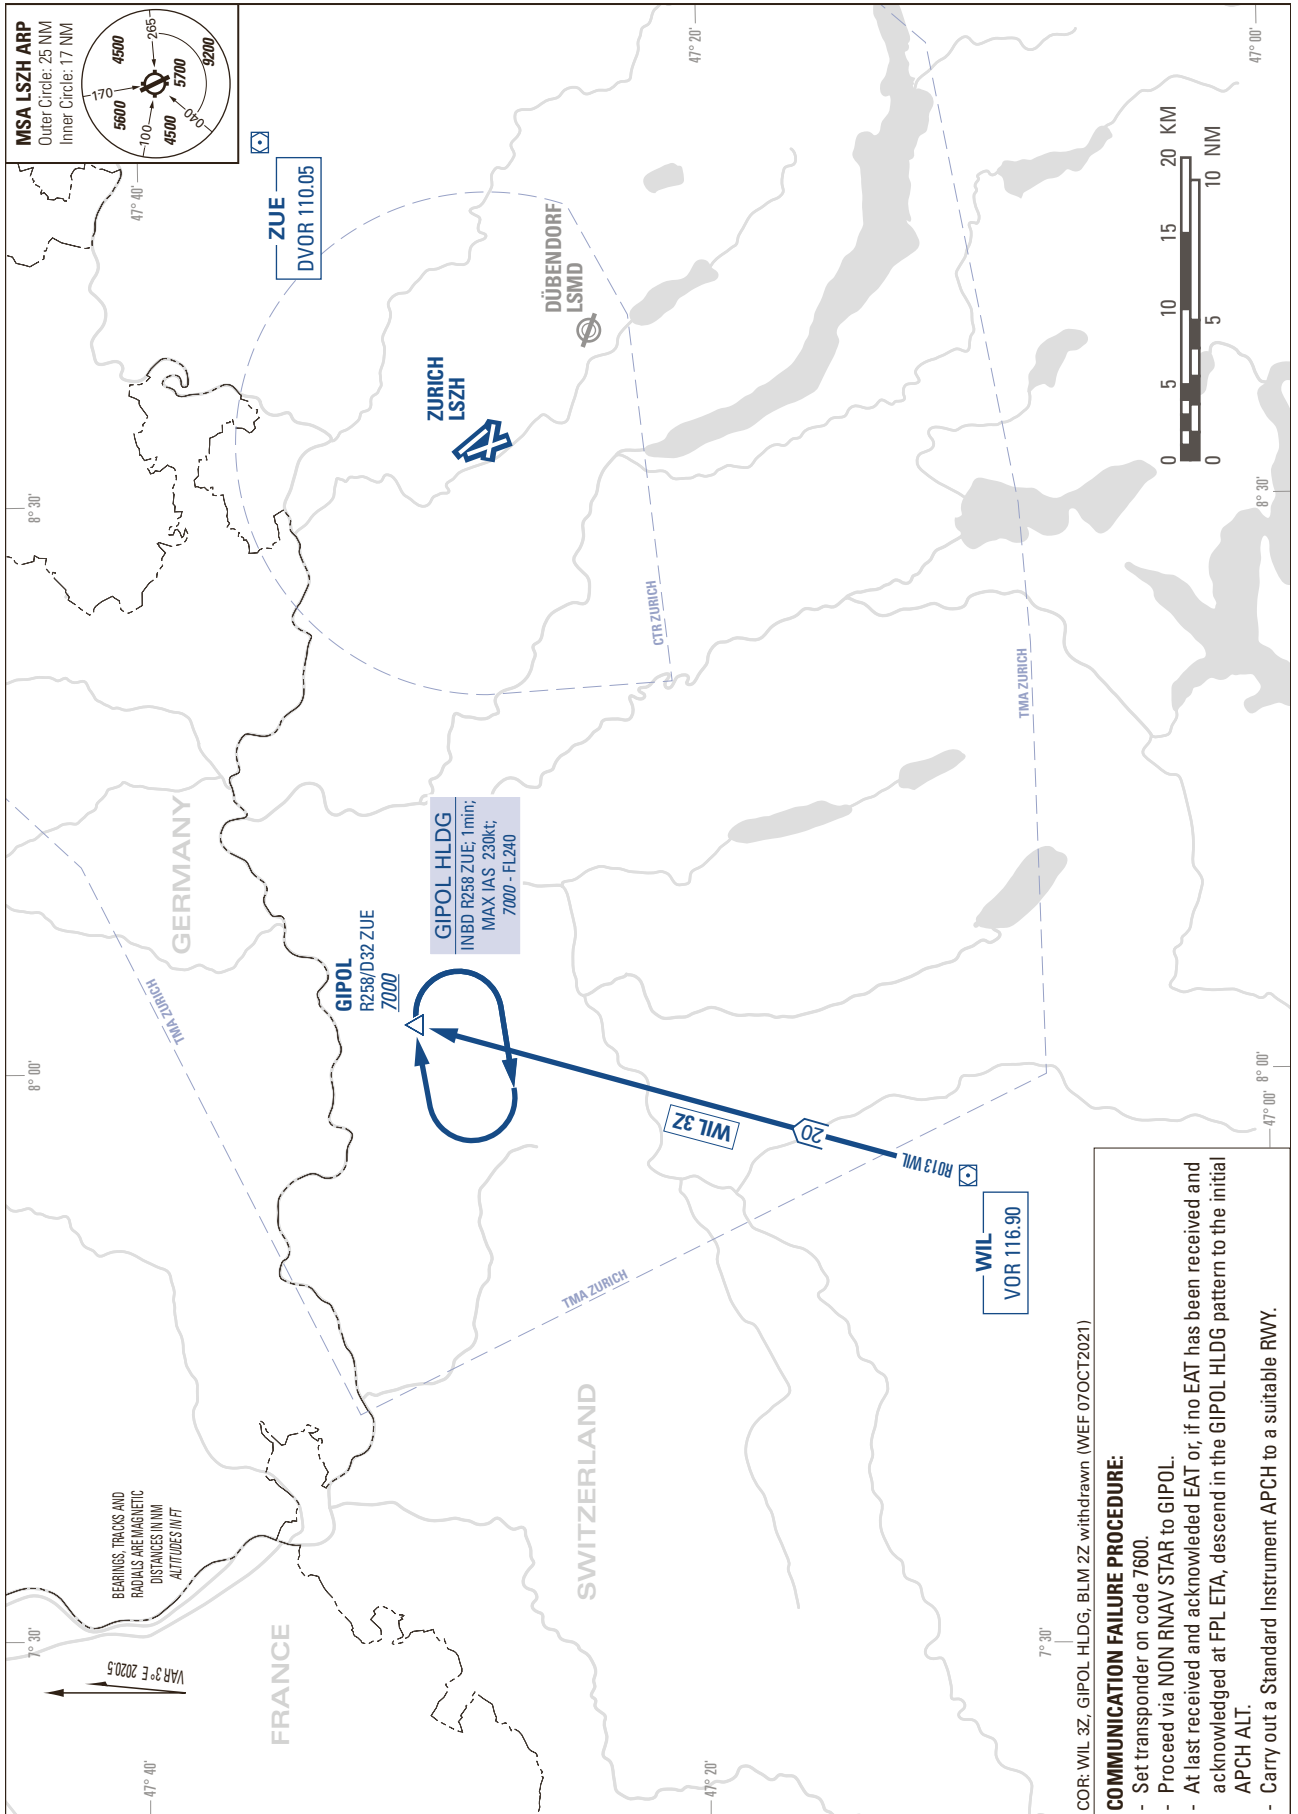 BEARINGS, TRACKS AND
RADIALS ARE MAGNETIC
DISTANCES IN NM
ALTITUDES IN FT
VAR 3° E 2020.5
7° 30'
8° 00'
8° 30'
MSA LSZH ARP
Outer Circle: 25 NM
Inner Circle: 17 NM
170
265
100
040
5600
4500
4500
5700
9200
47° 40'
47° 40'
FRANCE
GERMANY
SWITZERLAND
TMA ZURICH
ZUE
DVOR 110.05
GIPOL
R258/D32 ZUE
7000
GIPOL HLDG
INBD R258 ZUE; 1min;
MAX IAS 230kt;
7000 - FL240
ZURICH
LSZH
DÜBENDORF
LSMD
CTR ZURICH
TMA ZURICH
WIL 3Z
20
R013 WIL
WIL
VOR 116.90
TMA ZURICH
47° 20'
47° 20'
COR: WIL 3Z, GIPOL HLDG, BLM 2Z withdrawn (WEF 07OCT2021)
COMMUNICATION FAILURE PROCEDURE:
- Set transponder on code 7600.
- Proceed via NON RNAV STAR to GIPOL.
- At last received and acknowleded EAT or, if no EAT has been received and
acknowledged at FPL ETA, descend in the GIPOL HLDG pattern to the initial
APCH ALT.
- Carry out a Standard Instrument APCH to a suitable RWY.
0 5 10 15 20 KM
0 5 10 NM
7° 30'
47° 00'
8° 00'
8° 30'
47° 00'